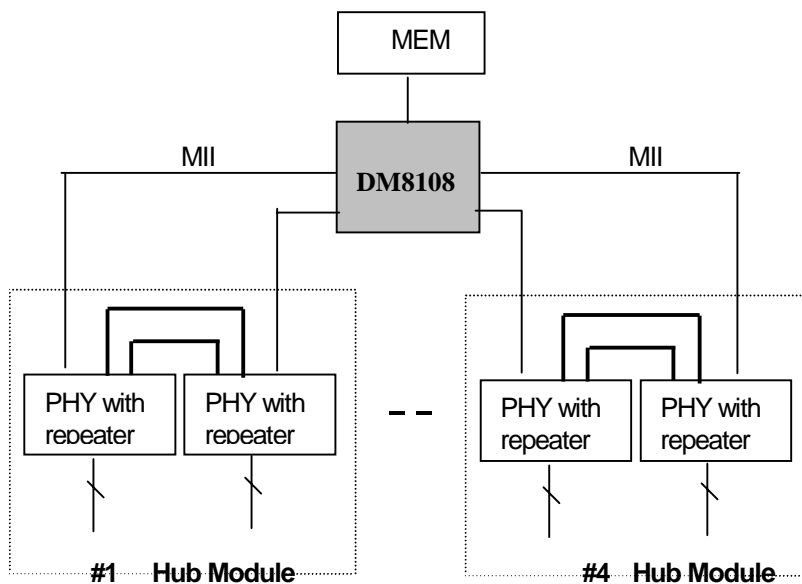 MEM
MII
DM8108
MII
PHY with
repeater
PHY with
repeater
PHY with
repeater
PHY with
repeater
#1 Hub Module
#4 Hub Module